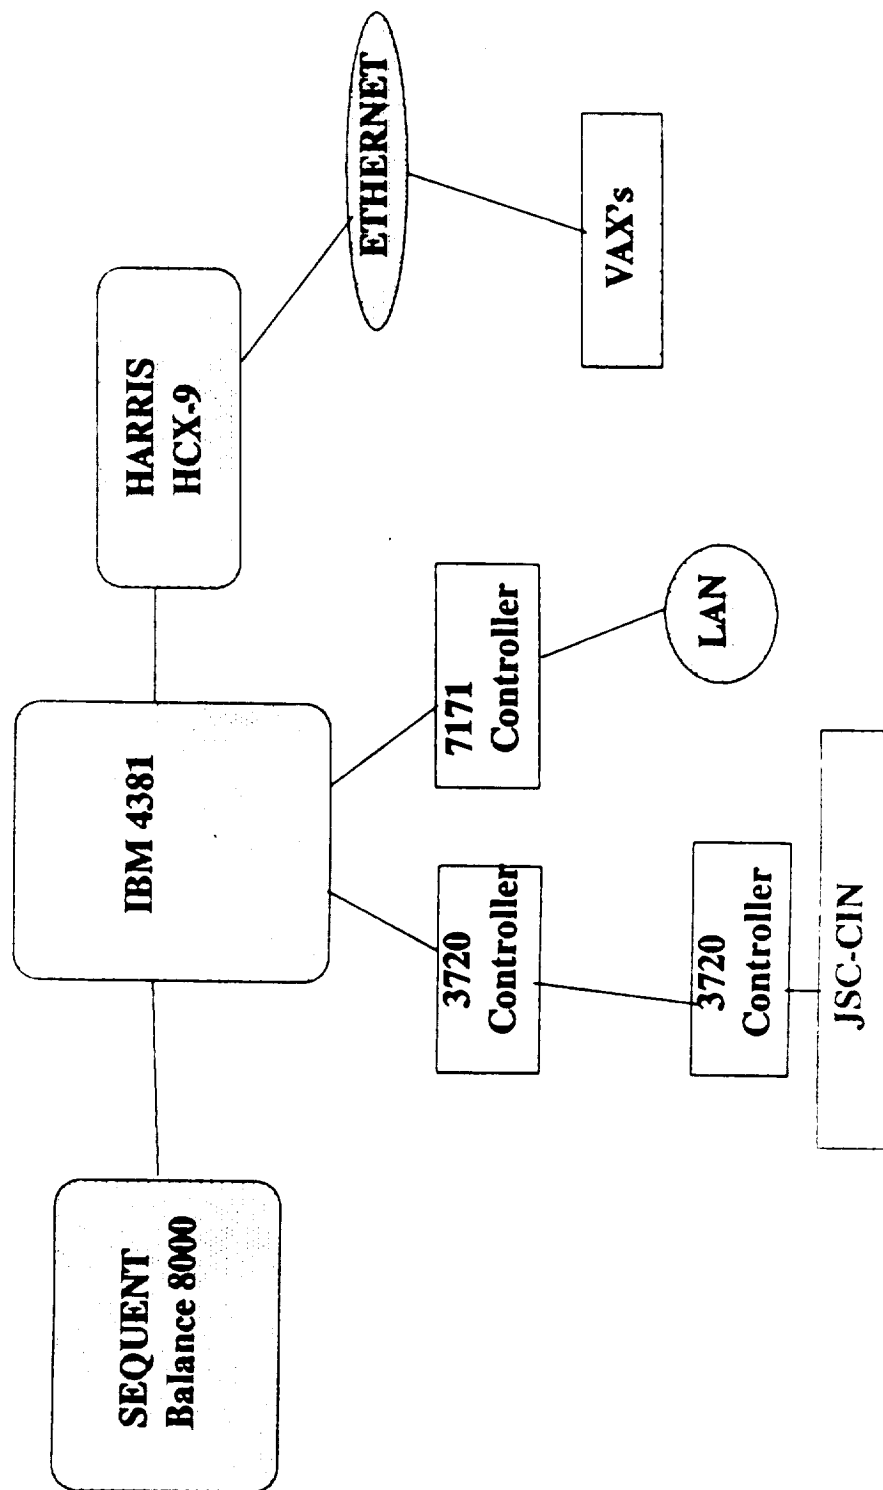 SEQUENT
Balance 8000
IBM 4381
HARRIS
HCX-9
ETHERNET
3720
Controller
7171
Controller
VAX's
3720
Controller
LAN
JSC-CIN